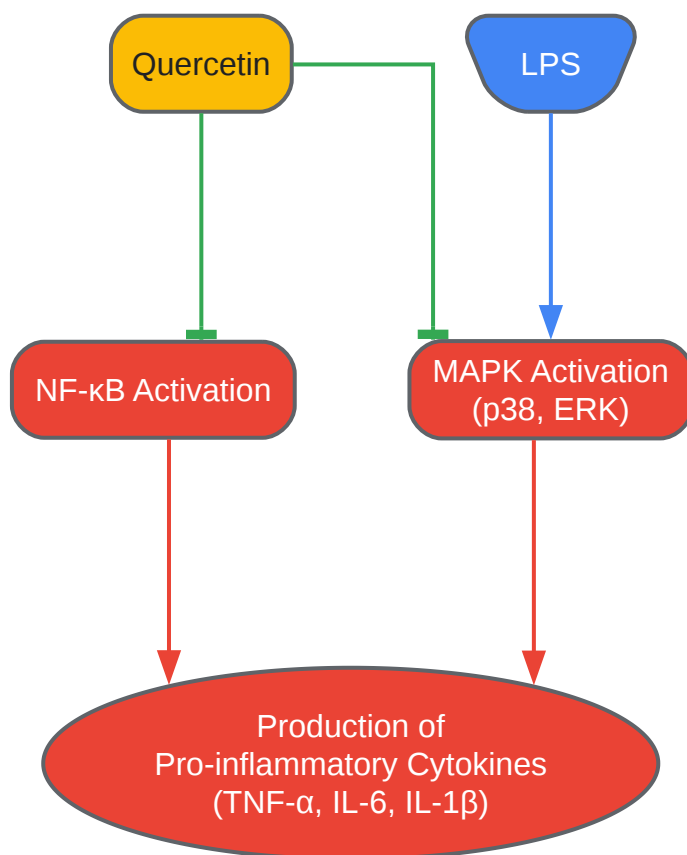 Quercetin
LPS
NF-κB Activation
MAPK Activation
(p38, ERK)
Production of
Pro-inflammatory Cytokines
(TNF-α, IL-6, IL-1β)